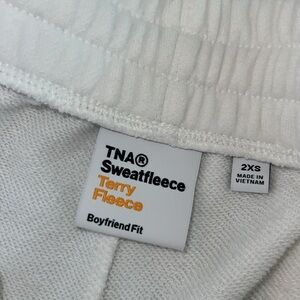 TNA®
Sweatfleece
Terry
Fleece
Boyfriend Fit
2XS
MADE IN
VIETNAM